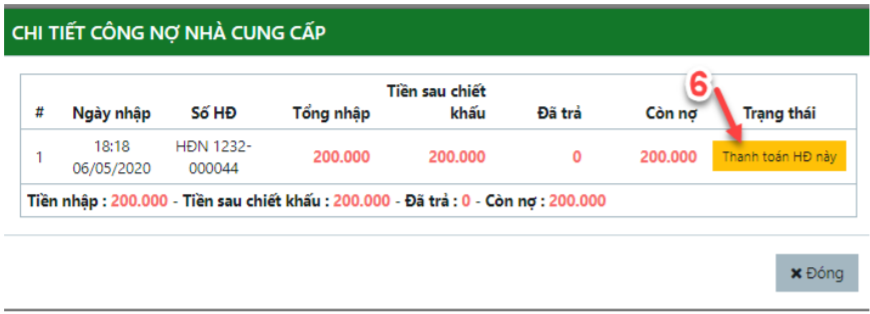 CHI TIẾT CÔNG NỢ NHÀ CUNG CẤP
6
# Ngày nhập Số HĐ Tổng nhập Tiền sau chiết khấu Đã trả Còn nợ Trạng thái
1 18:18 06/05/2020 HĐN 1232-000044 200.000 200.000 0 200.000 Thanh toán HĐ này
Tiền nhập : 200.000 - Tiền sau chiết khấu : 200.000 - Đã trả : 0 - Còn nợ : 200.000
× Đóng